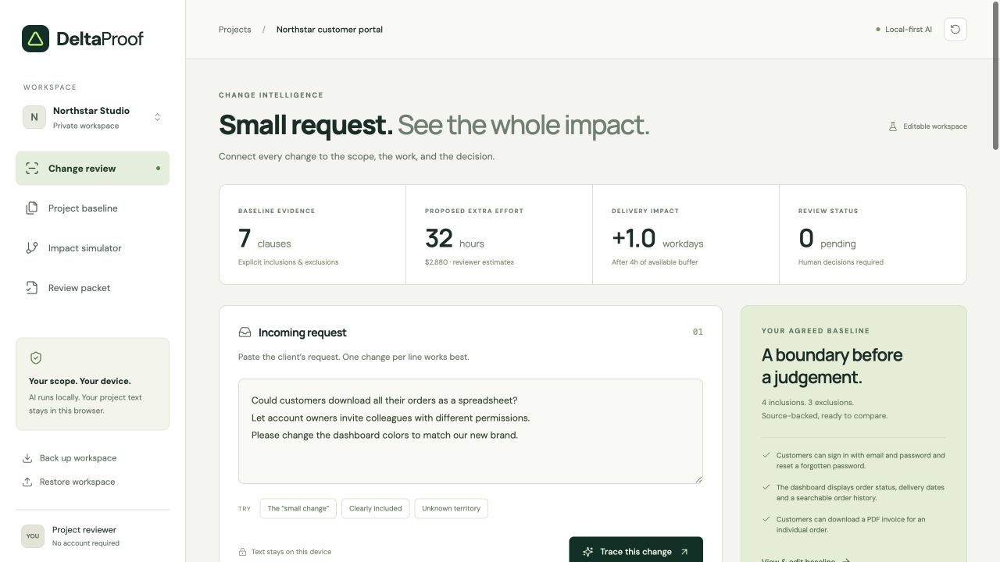 DeltaProof
WORKSPACE
N
Northstar Studio
Private workspace
Change review
Project baseline
Impact simulator
Review packet
Your scope. Your device.
AI runs locally. Your project text
stays in this browser.
Back up workspace
Restore workspace
YOU
Project reviewer
No account required
Projects / Northstar customer portal
Local-first AI
CHANGE INTELLIGENCE
Small request. See the whole impact.
Editable workspace
Connect every change to the scope, the work, and the decision.
BASELINE EVIDENCE
7 clauses
Explicit inclusions & exclusions
PROPOSED EXTRA EFFORT
32 hours
$2,880 · reviewer estimates
DELIVERY IMPACT
+1.0 workdays
After 4h of available buffer
REVIEW STATUS
0 pending
Human decisions required
Incoming request
01
Paste the client’s request. One change per line works best.
Could customers download all their orders as a spreadsheet?
Let account owners invite colleagues with different permissions.
Please change the dashboard colors to match our new brand.
TRY
The “small change”
Clearly included
Unknown territory
Text stays on this device
Trace this change
YOUR AGREED BASELINE
A boundary before
a judgement.
4 inclusions. 3 exclusions.
Source-backed, ready to compare.
Customers can sign in with email and password and
reset a forgotten password.
The dashboard displays order status, delivery dates
and a searchable order history.
Customers can download a PDF invoice for an
individual order.
View & edit baseline